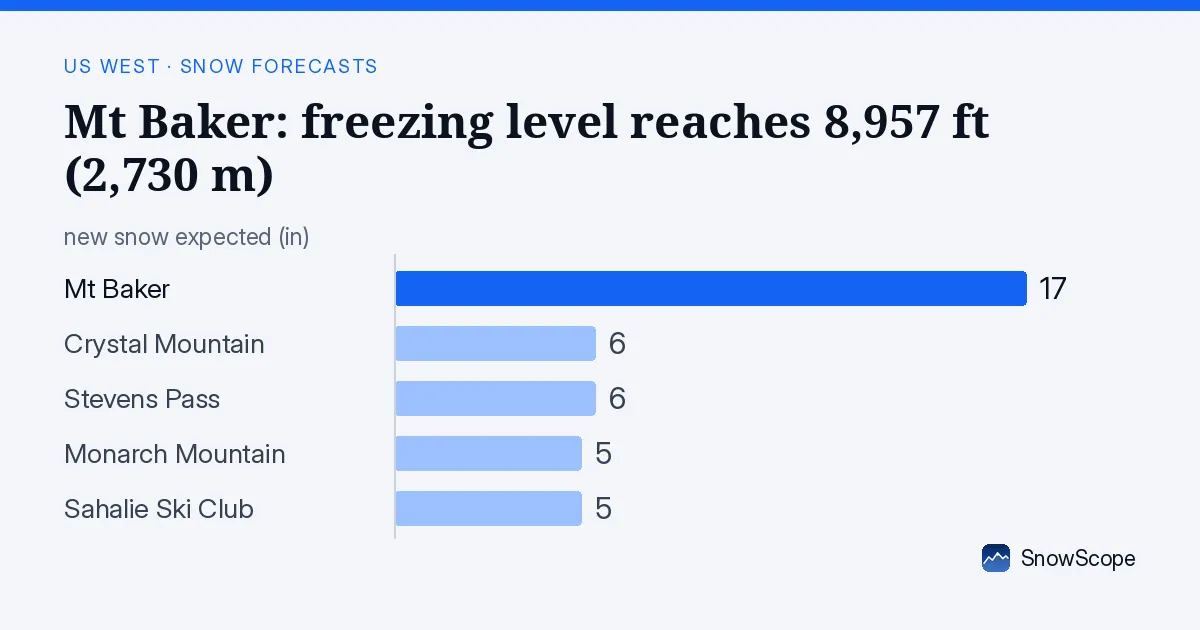 US WEST · SNOW FORECASTS
Mt Baker: freezing level reaches 8,957 ft
(2,730 m)
new snow expected (in)
Mt Baker 17
Crystal Mountain 6
Stevens Pass 6
Monarch Mountain 5
Sahalie Ski Club 5
SnowScope